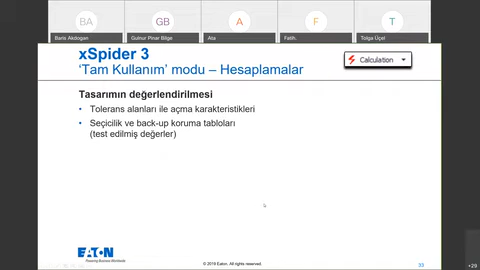 BA
GB
A
F
T
Baris Akdogan
Gulnur Pinar Bilge
Ata
Fatih.
Tolga Üçel
xSpider 3
‘Tam Kullanım’ modu – Hesaplamalar
Calculation
Tasarımın değerlendirilmesi
• Tolerans alanları ile açma karakteristikleri
• Seçicilik ve back-up koruma tabloları
(test edilmiş değerler)
EATON
Powering Business Worldwide
© 2019 Eaton. All rights reserved.
33
+29